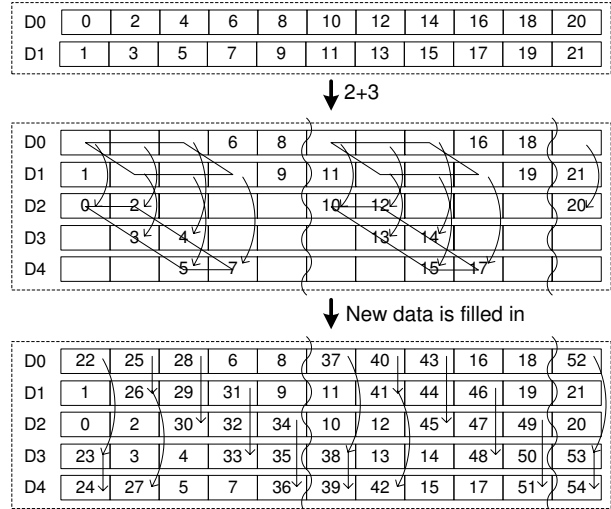 D0 0 2 4 6 8 10 12 14 16 18 20
D1 1 3 5 7 9 11 13 15 17 19 21
2+3
D0 6 8 16 18
D1 1 9 11 19 21
D2 0 2 10 12 20
D3 3 4 13 14
D4 5 7 15 17
New data is filled in
D0 22 25 28 6 8 37 40 43 16 18 52
D1 1 26 29 31 9 11 41 44 46 19 21
D2 0 2 30 32 34 10 12 45 47 49 20
D3 23 3 4 33 35 38 13 14 48 50 53
D4 24 27 5 7 36 39 42 15 17 51 54